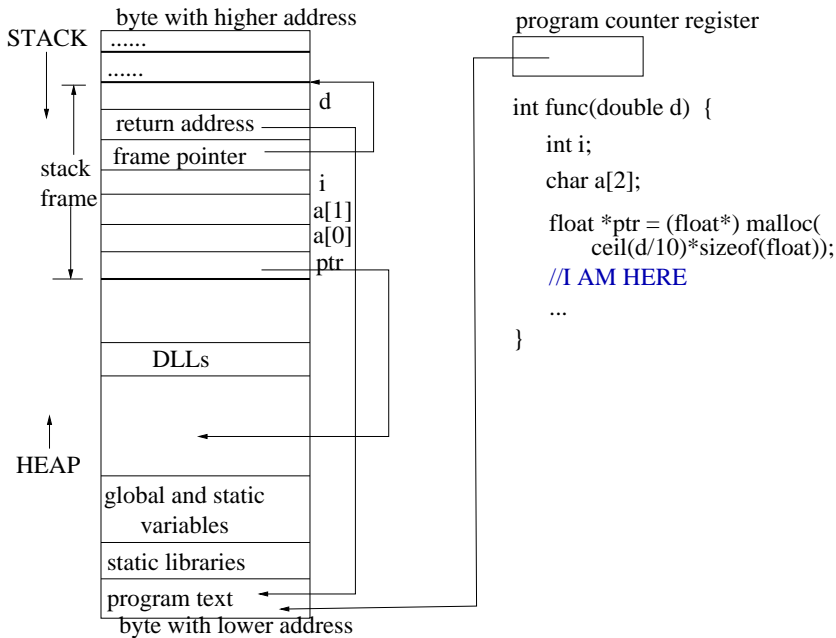 byte with higher address
STACK
......
......
d
return address
frame pointer
stack
frame
i
a[1]
a[0]
ptr
DLLs
HEAP
global and static
variables
static libraries
program text
byte with lower address
program counter register
int func(double d) {
int i;
char a[2];
float *ptr = (float*) malloc(
ceil(d/10)*sizeof(float));
//I AM HERE
...
}